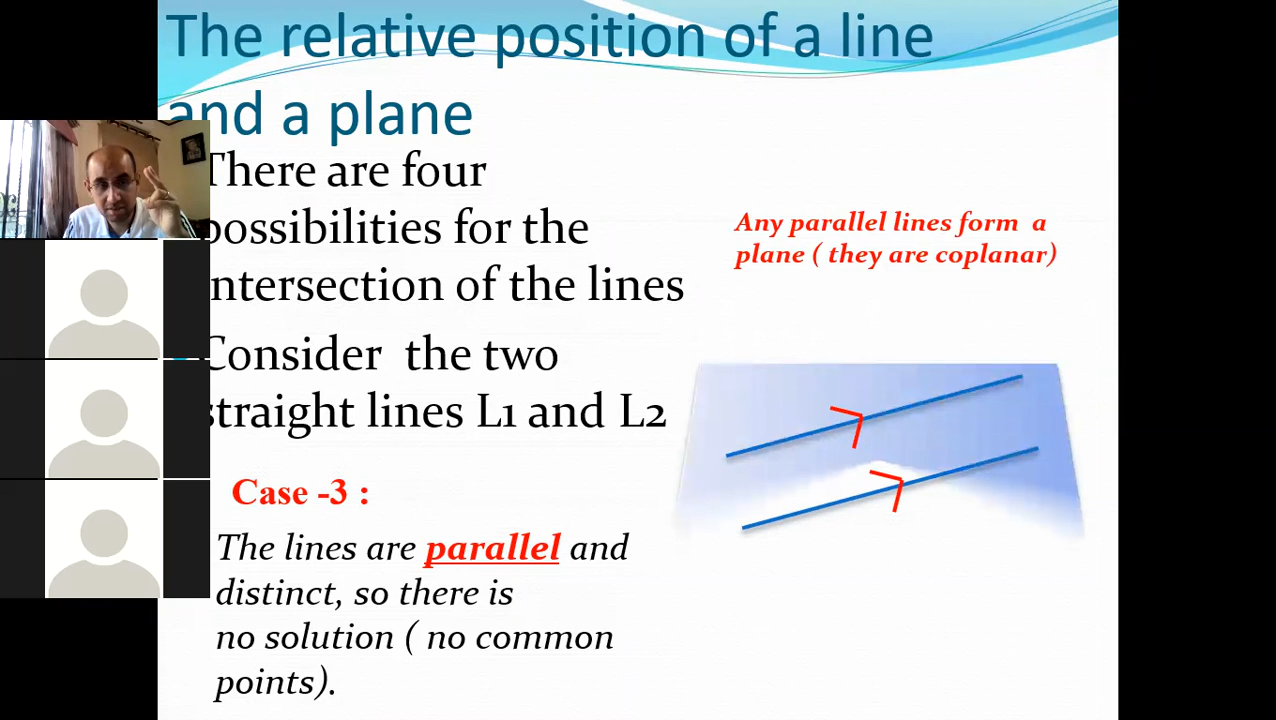 The relative position of a line
and a plane
There are four
possibilities for the
intersection of the lines
Consider the two
straight lines L1 and L2
Case -3 :
The lines are parallel and
distinct, so there is
no solution ( no common
points).
Any parallel lines form a
plane ( they are coplanar)